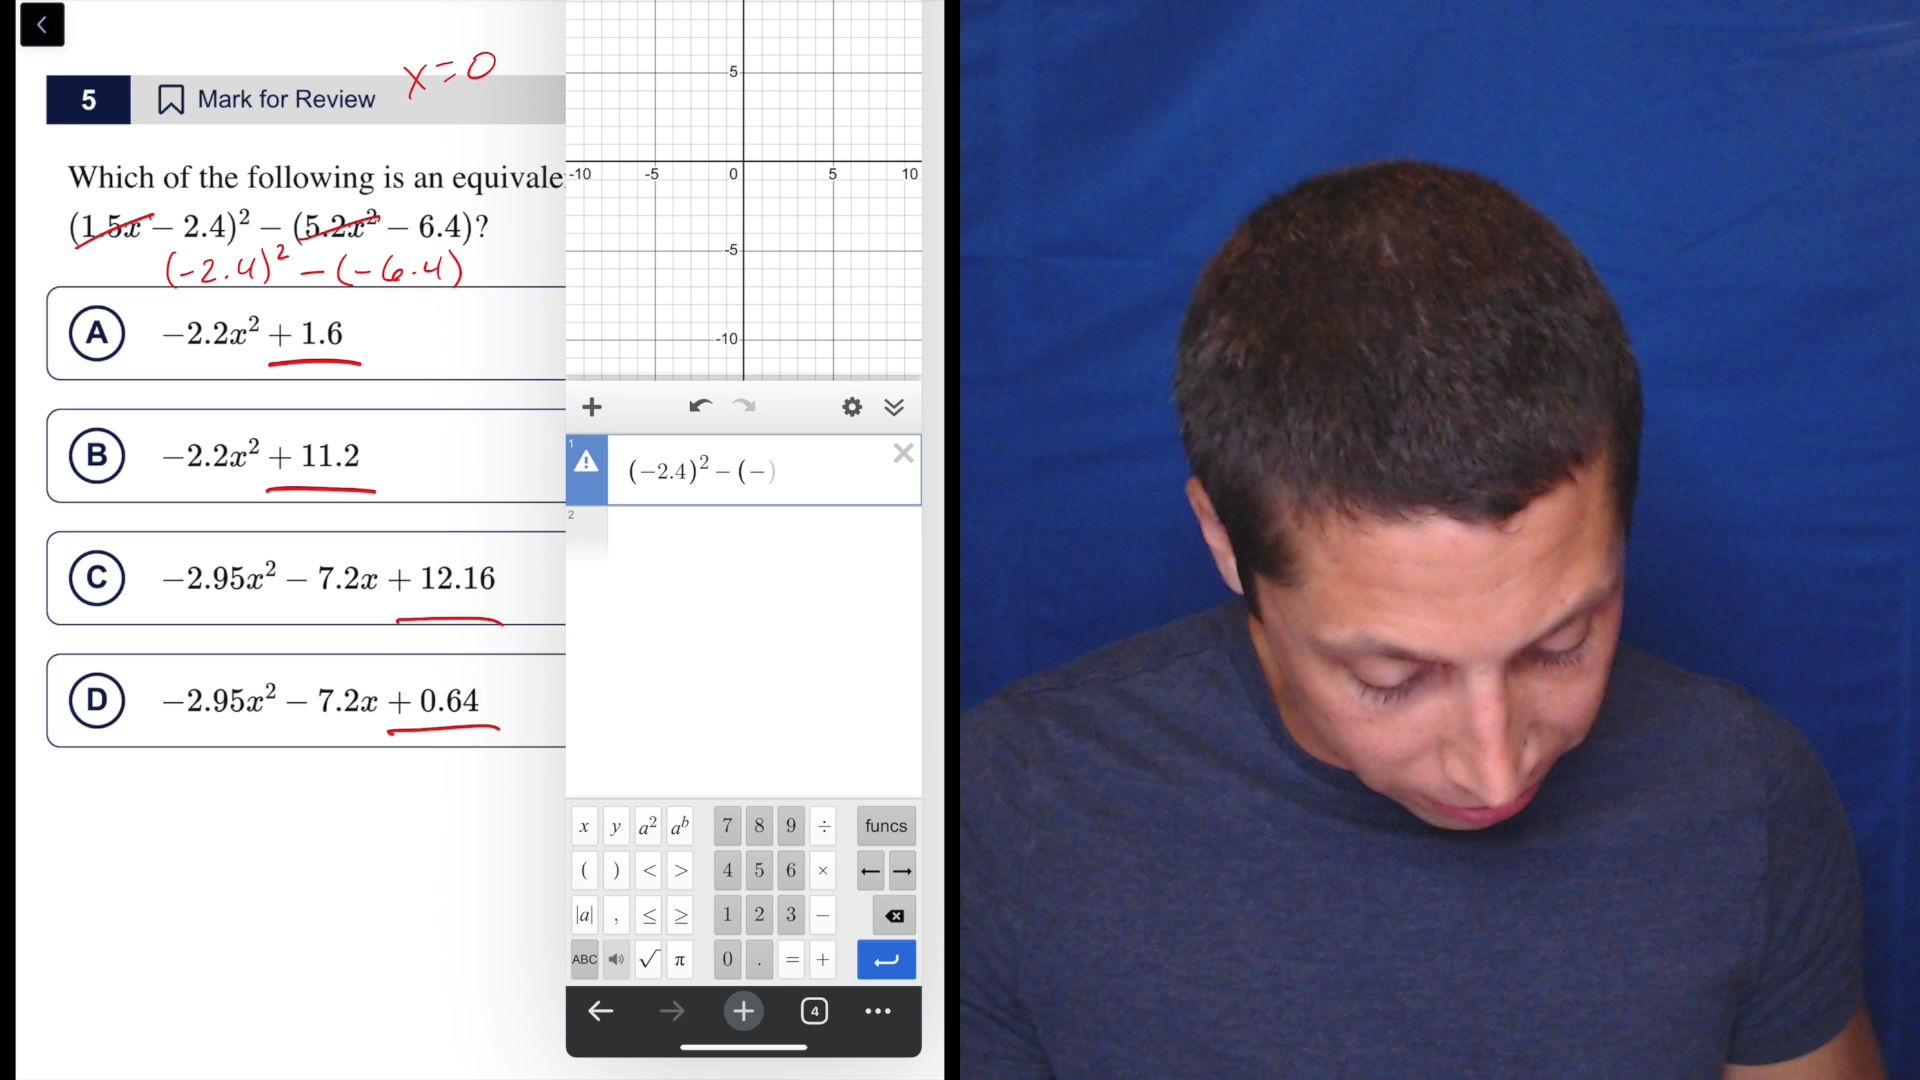 x=0
5 Mark for Review
Which of the following is an equivale
(1.5x − 2.4)² − (5.2x² − 6.4)?
(-2.4)² - (-6.4)
A −2.2x² + 1.6
B −2.2x² + 11.2
C −2.95x² − 7.2x + 12.16
D −2.95x² − 7.2x + 0.64
5
-10 -5 0 5 10
-5
-10
1
(−2.4)² − (−)
2
x y a² aᵇ 7 8 9 ÷ funcs
( ) < > 4 5 6 ×
|a| , ≤ ≥ 1 2 3 −
ABC √ π 0 . = +
4